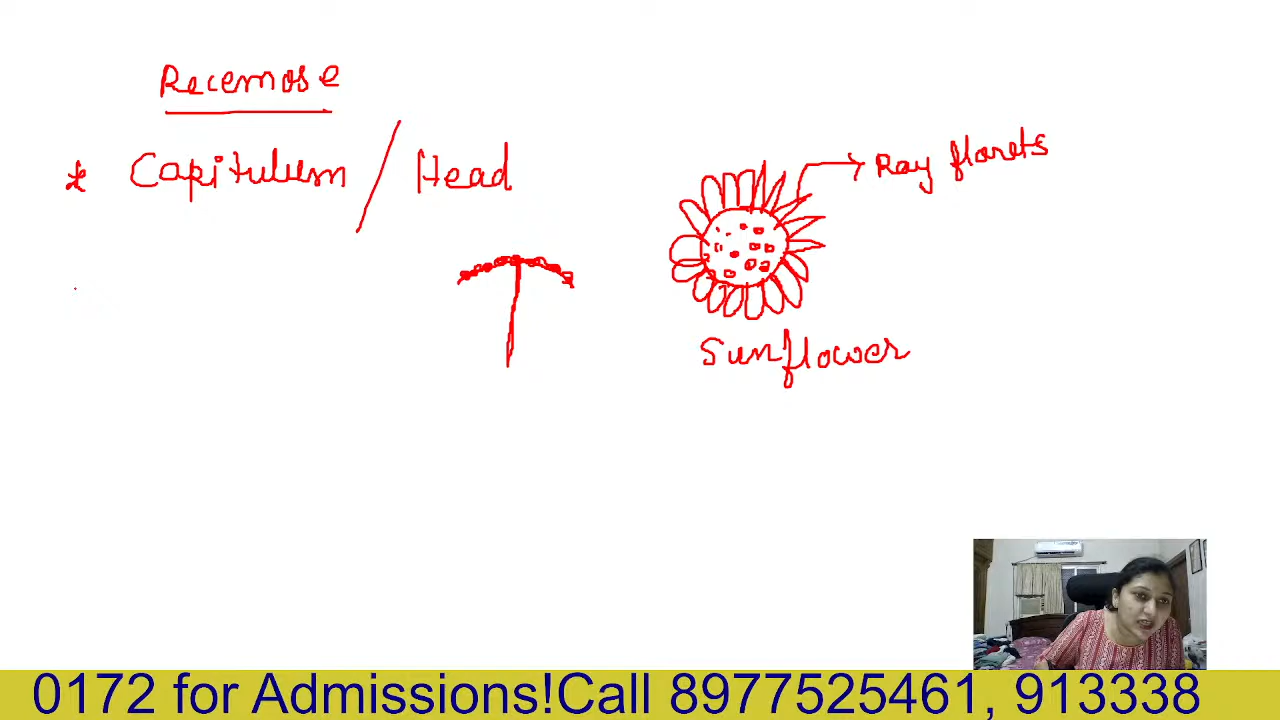 Recemose
* Capitulum / Head
Ray florets
Sunflower
0172 for Admissions!Call 8977525461, 913338